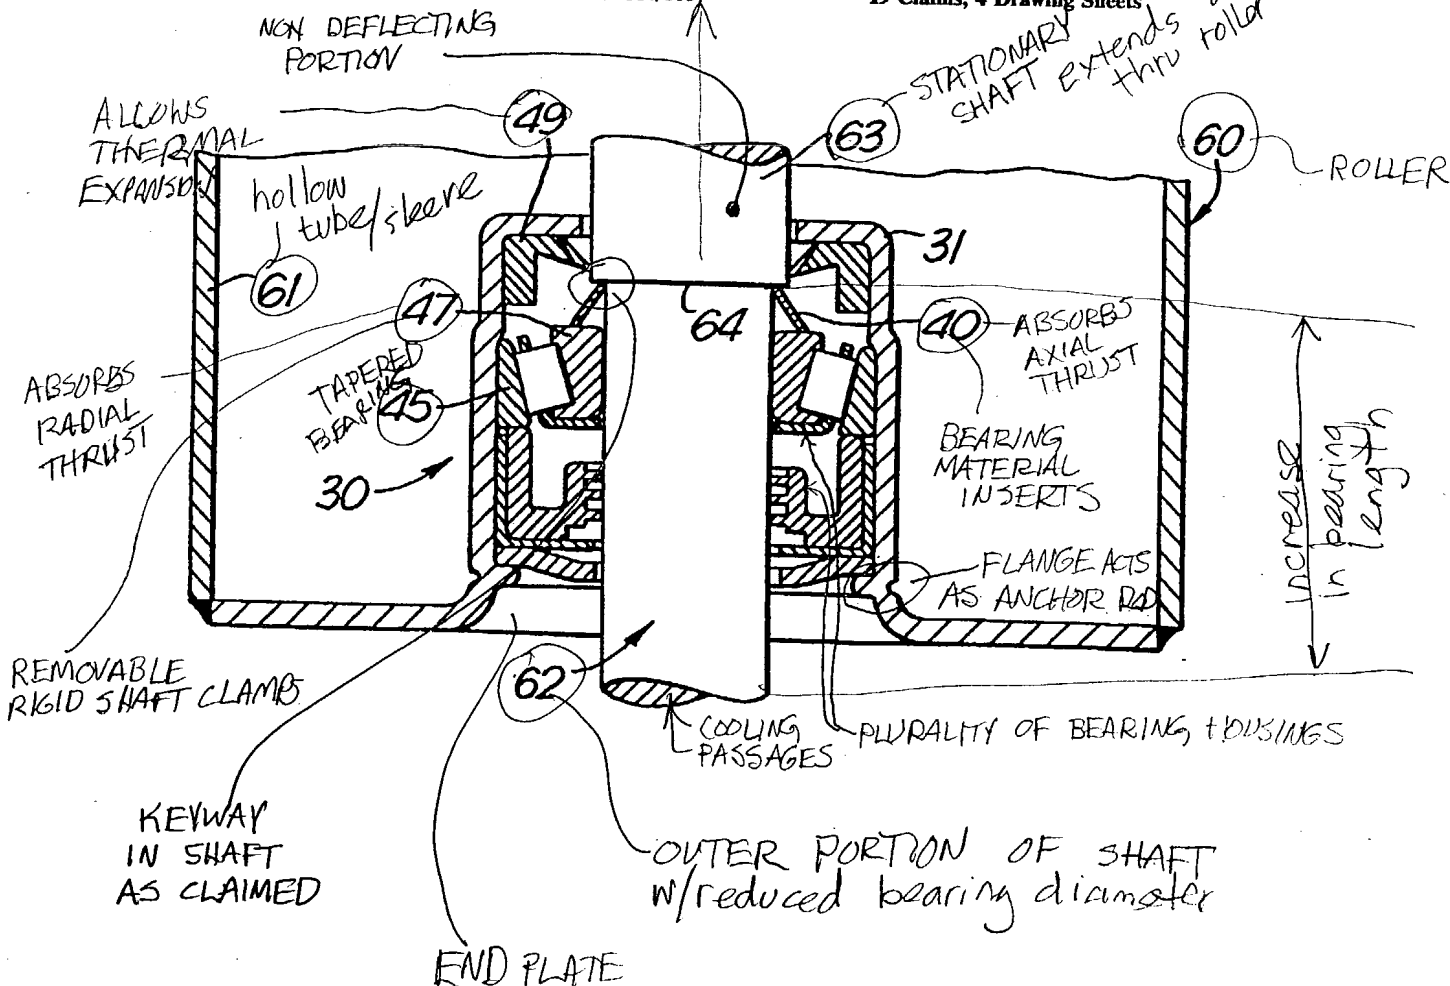 15 Claims, 4 Drawing Sheets
NON DEFLECTING
PORTION
STATIONARY
SHAFT extends
thru roller
ALLOWS
THERMAL
EXPANSION
49
63
60
ROLLER
hollow
tube/sleeve
61
31
47
64
40
ABSORBS
AXIAL
THRUST
ABSORBS
RADIAL
THRUST
TAPERED
BEARING
45
30
BEARING
MATERIAL
INSERTS
increase
in bearing
length
FLANGE ACTS
AS ANCHOR ROD
REMOVABLE
RIGID SHAFT CLAMPS
62
COOLING
PASSAGES
PLURALITY OF BEARING HOUSINGS
KEYWAY
IN SHAFT
AS CLAIMED
OUTER PORTION OF SHAFT
w/reduced bearing diameter
END PLATE